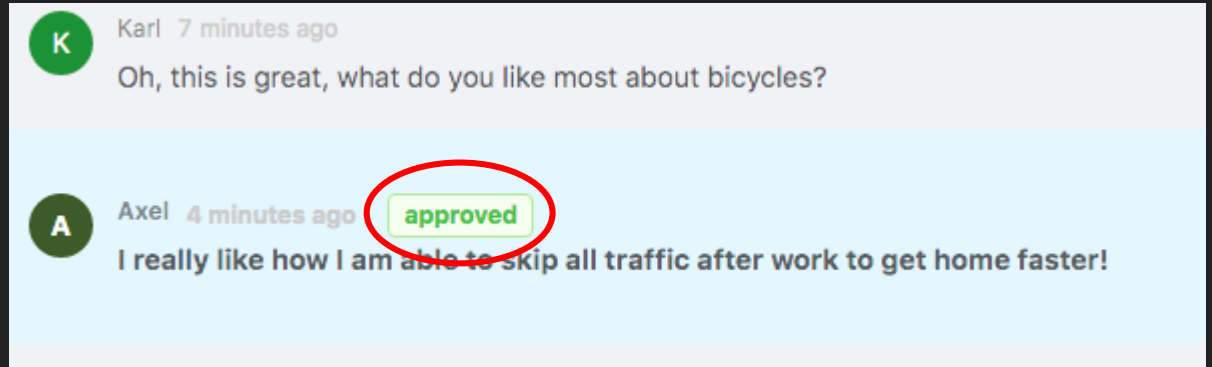 K
Karl 7 minutes ago
Oh, this is great, what do you like most about bicycles?
A
Axel 4 minutes ago approved
I really like how I am able to skip all traffic after work to get home faster!